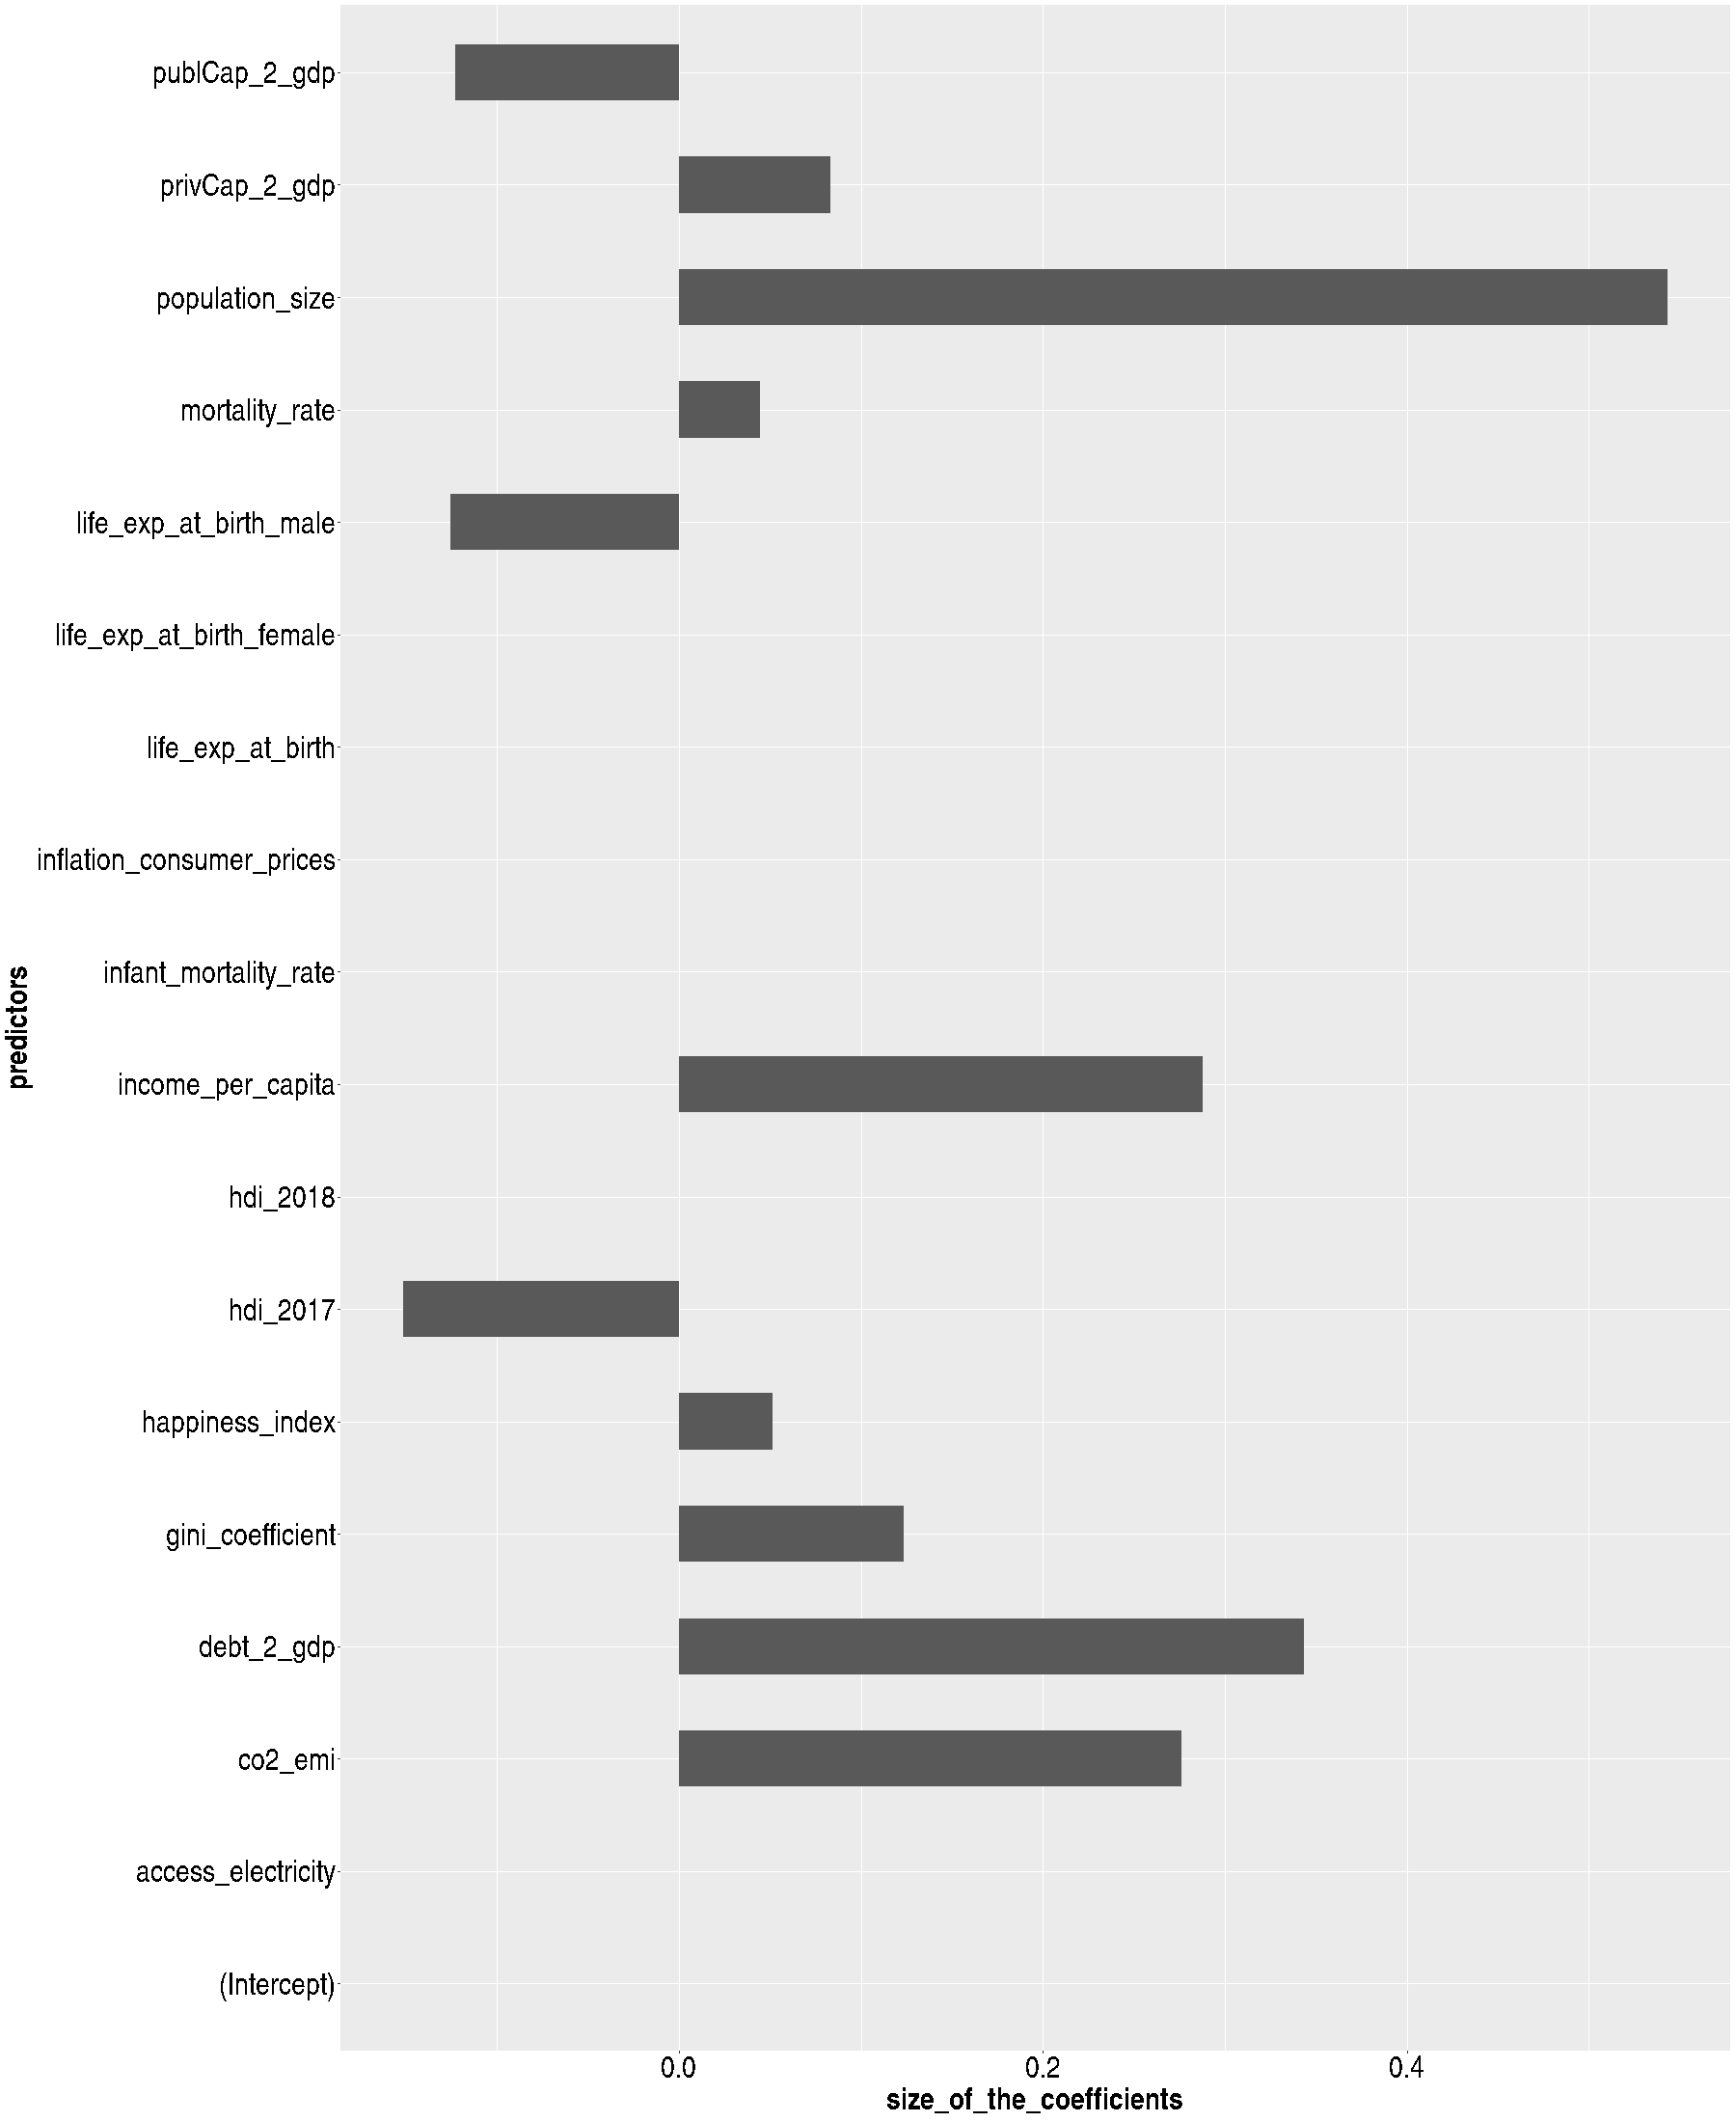 predictors
publCap_2_gdp
privCap_2_gdp
population_size
mortality_rate
life_exp_at_birth_male
life_exp_at_birth_female
life_exp_at_birth
inflation_consumer_prices
infant_mortality_rate
income_per_capita
hdi_2018
hdi_2017
happiness_index
gini_coefficient
debt_2_gdp
co2_emi
access_electricity
(Intercept)
0.0 0.2 0.4
size_of_the_coefficients